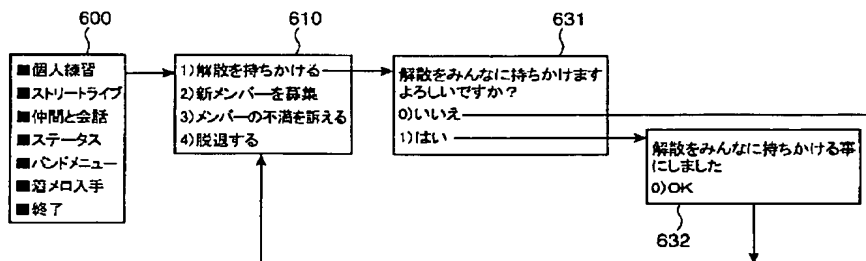 600
610
631
■個人練習
■ストリートライブ
■仲間と会話
■ステータス
■バンドメニュー
■着メロ入手
■終了
1)解散を持ちかける
2)新メンバーを募集
3)メンバーの不満を訴える
4)脱退する
解散をみんなに持ちかけます
よろしいですか？
0)いいえ
1)はい
解散をみんなに持ちかける事
にしました
0)OK
632